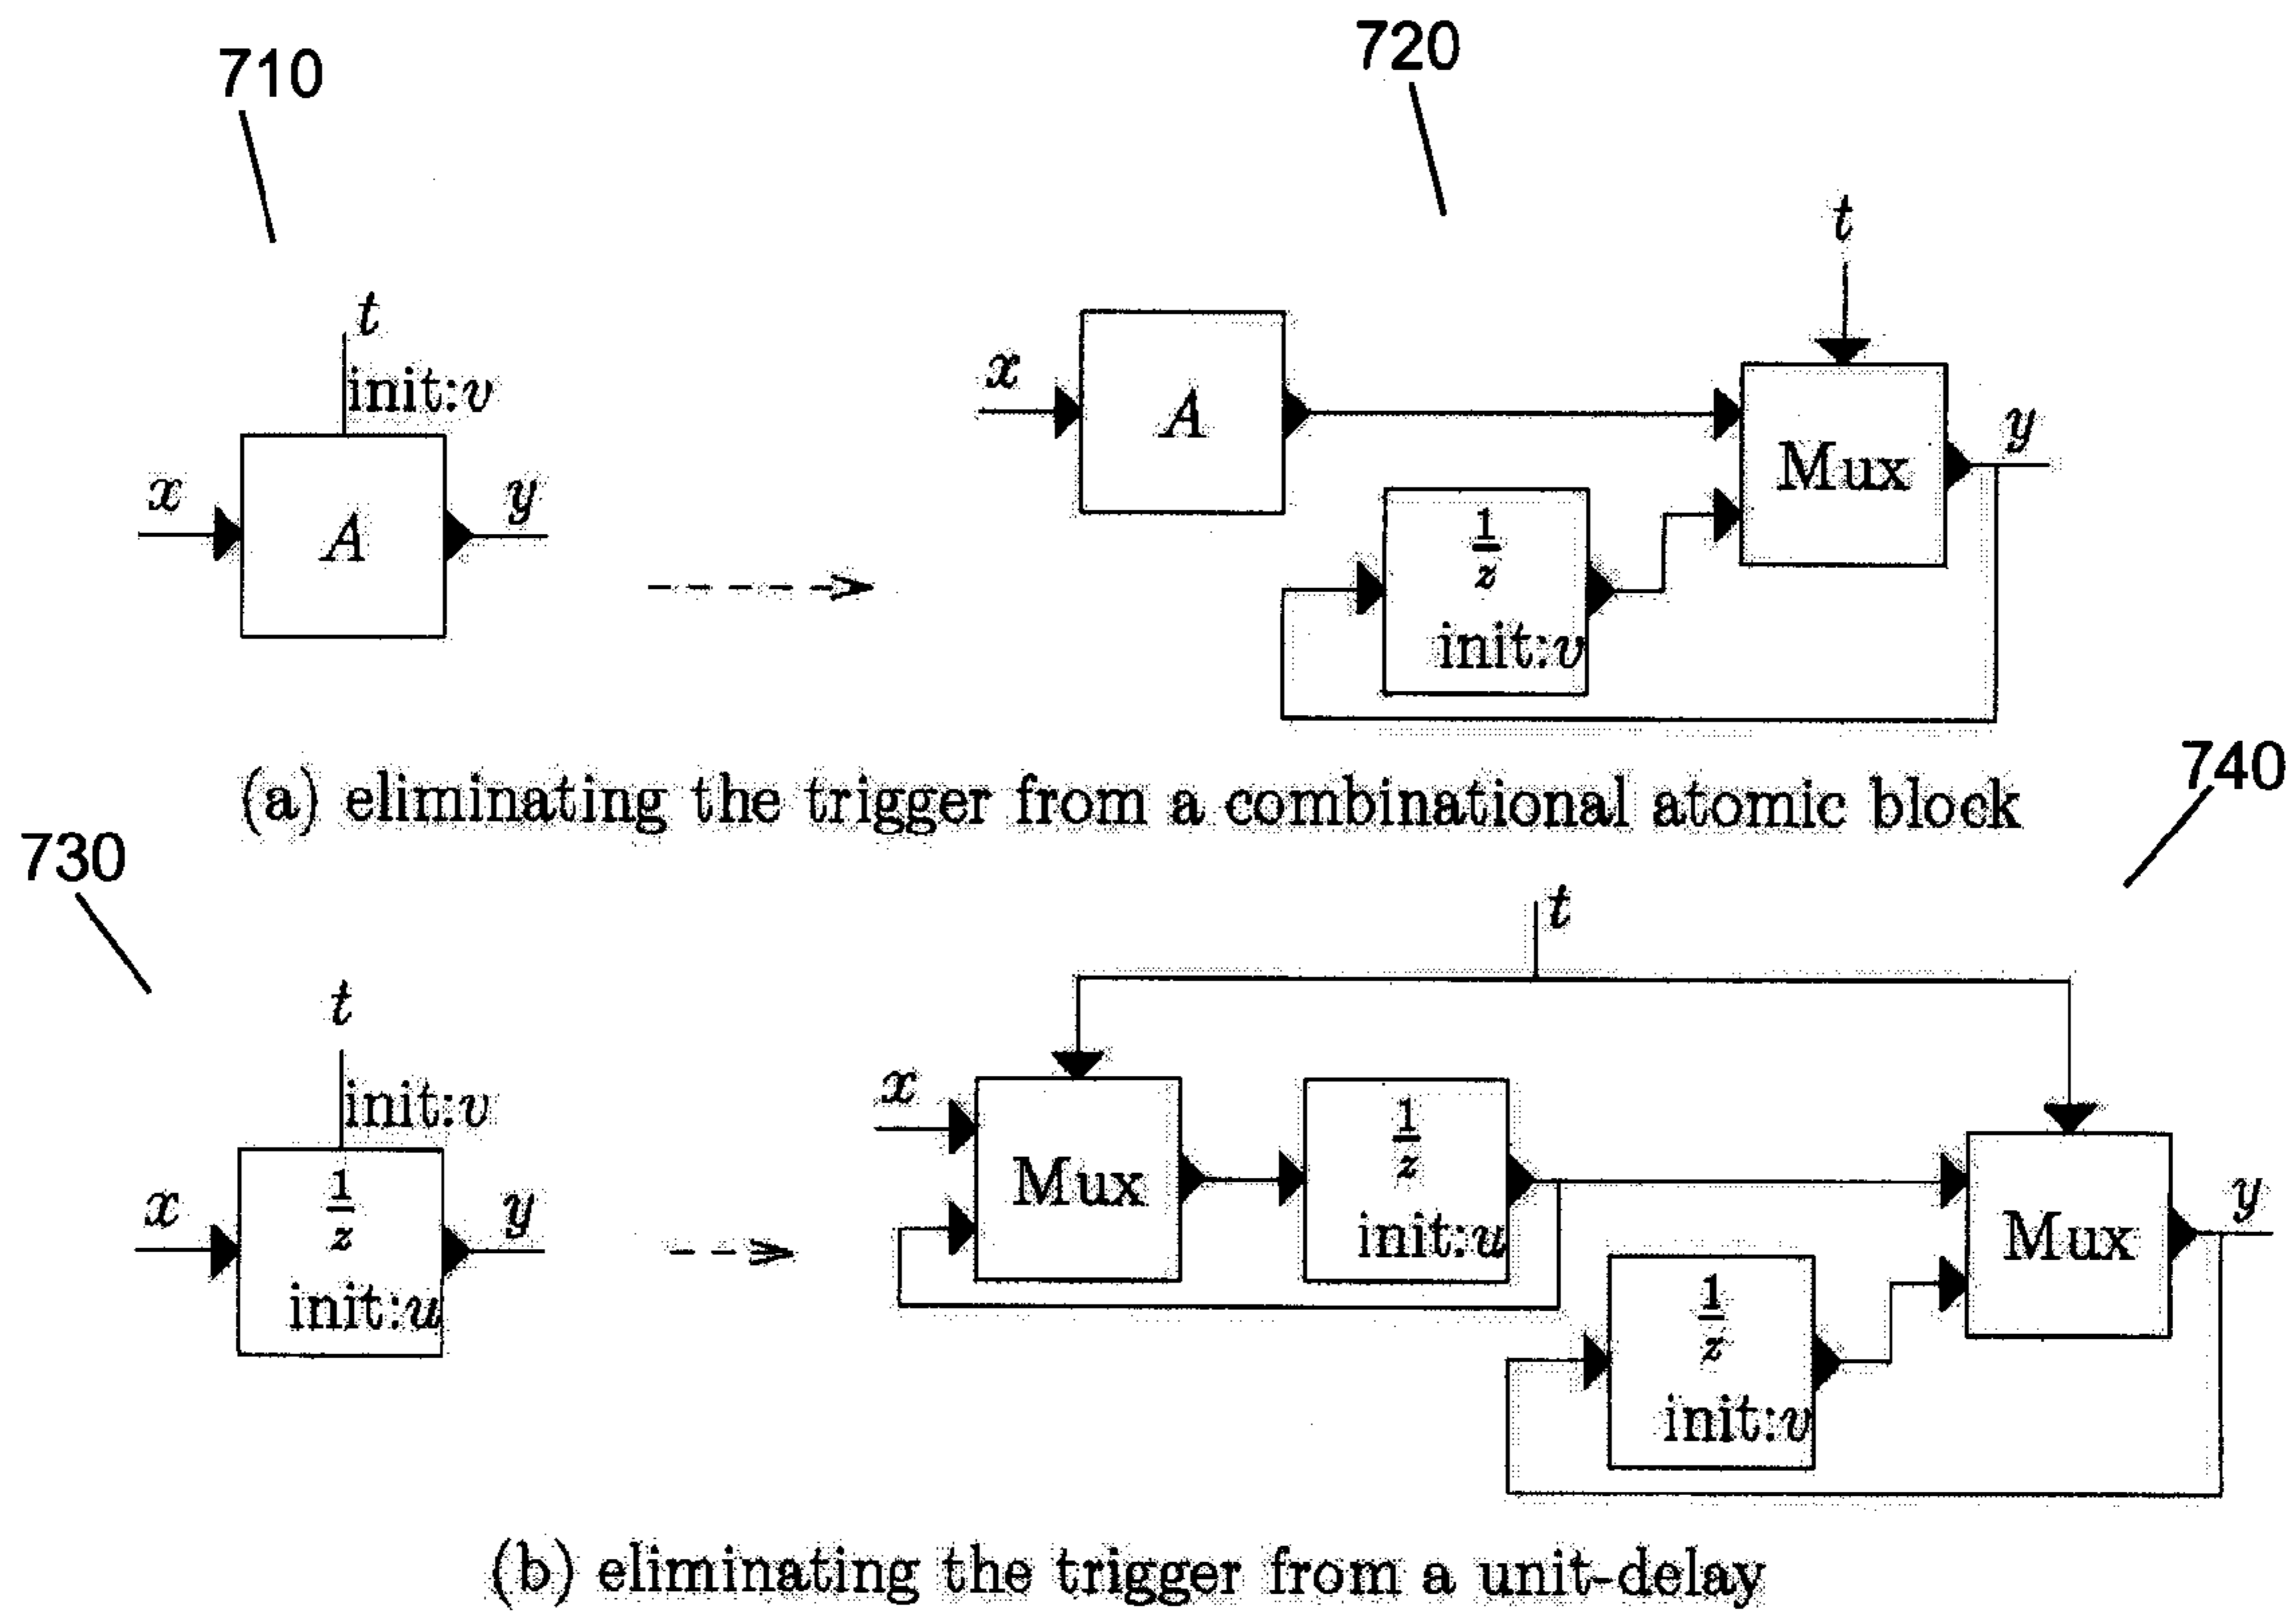 710
720
t
init:v
x
A
y
x
A
t
Mux
y
1
z
init:v
(a) eliminating the trigger from a combinational atomic block
730
740
t
init:v
x
1
z
init:u
y
t
x
Mux
1
z
init:u
Mux
y
1
z
init:v
(b) eliminating the trigger from a unit-delay